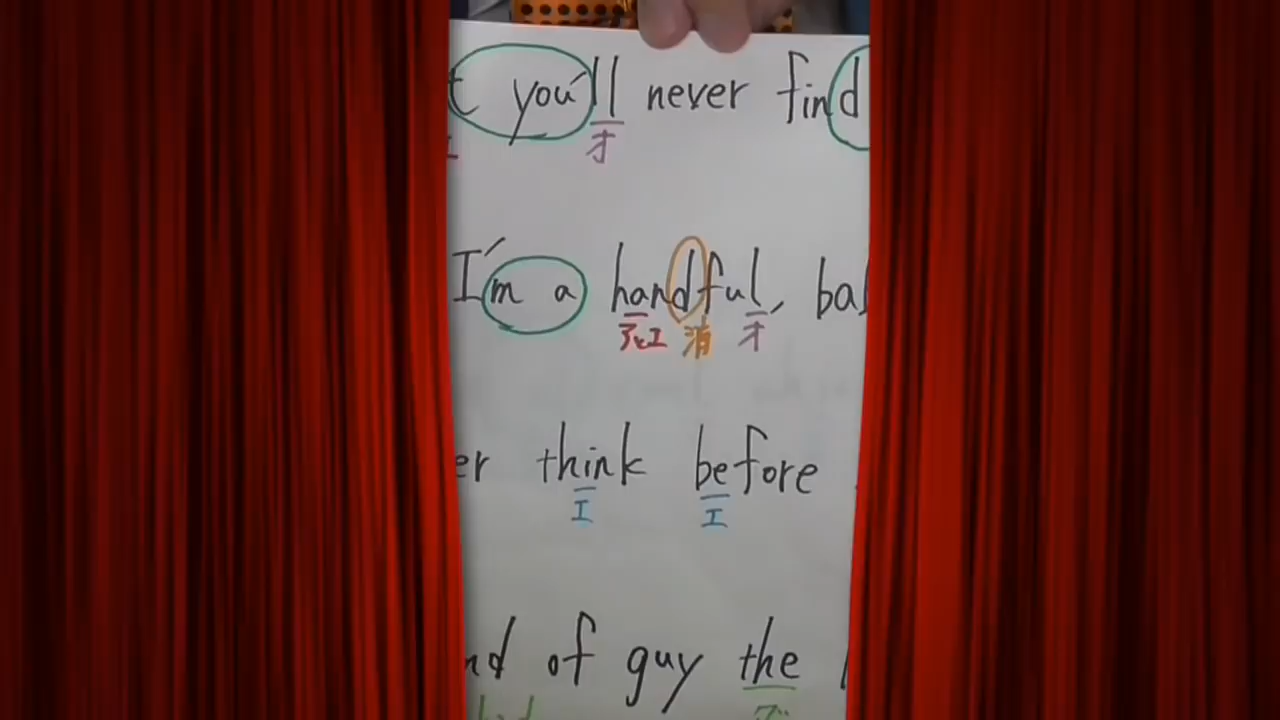 t you'll never find
オ
I'm a handful, ba
アとエ 消 オ
er think before
エ エ
nd of guy the